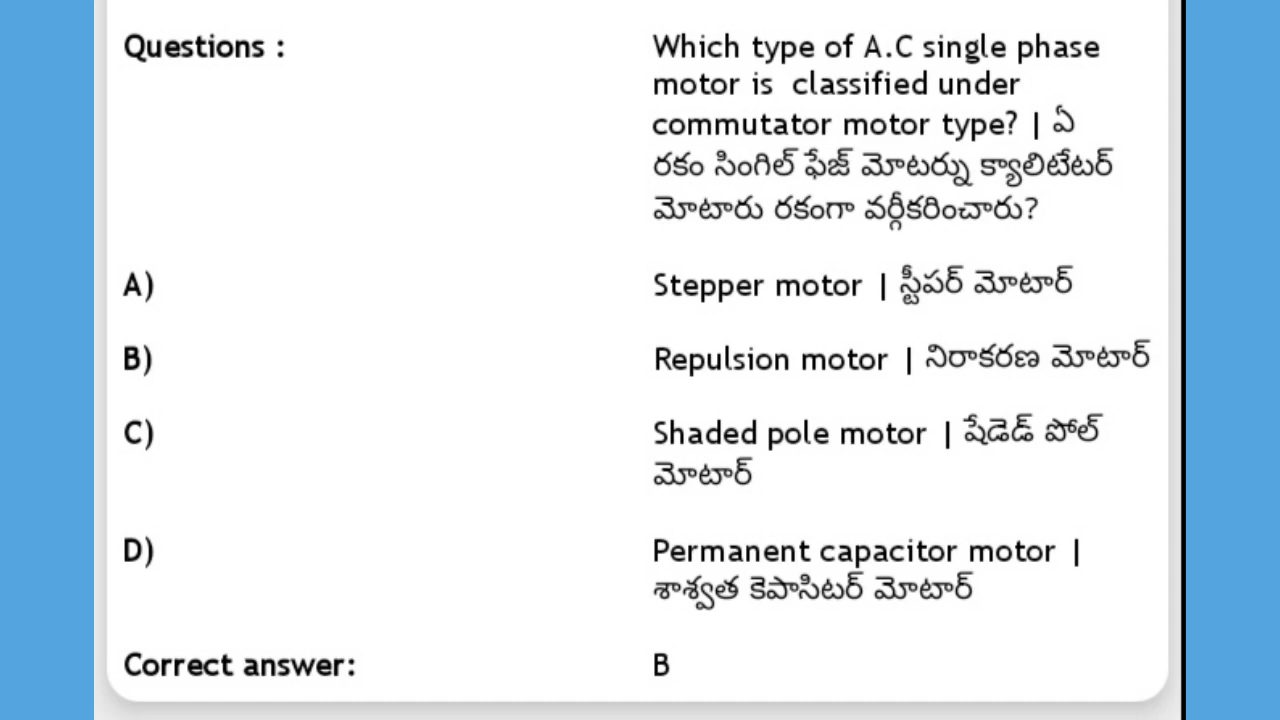 Questions :
Which type of A.C single phase
motor is classified under
commutator motor type? | ఏ
రకం సింగిల్ ఫేజ్ మోటర్ను క్యాలిటేటర్
మోటారు రకంగా వర్గీకరించారు?
A) Stepper motor | స్టీపర్ మోటార్
B) Repulsion motor | నిరాకరణ మోటార్
C) Shaded pole motor | షేడెడ్ పోల్
మోటార్
D) Permanent capacitor motor |
శాశ్వత కెపాసిటర్ మోటార్
Correct answer: B